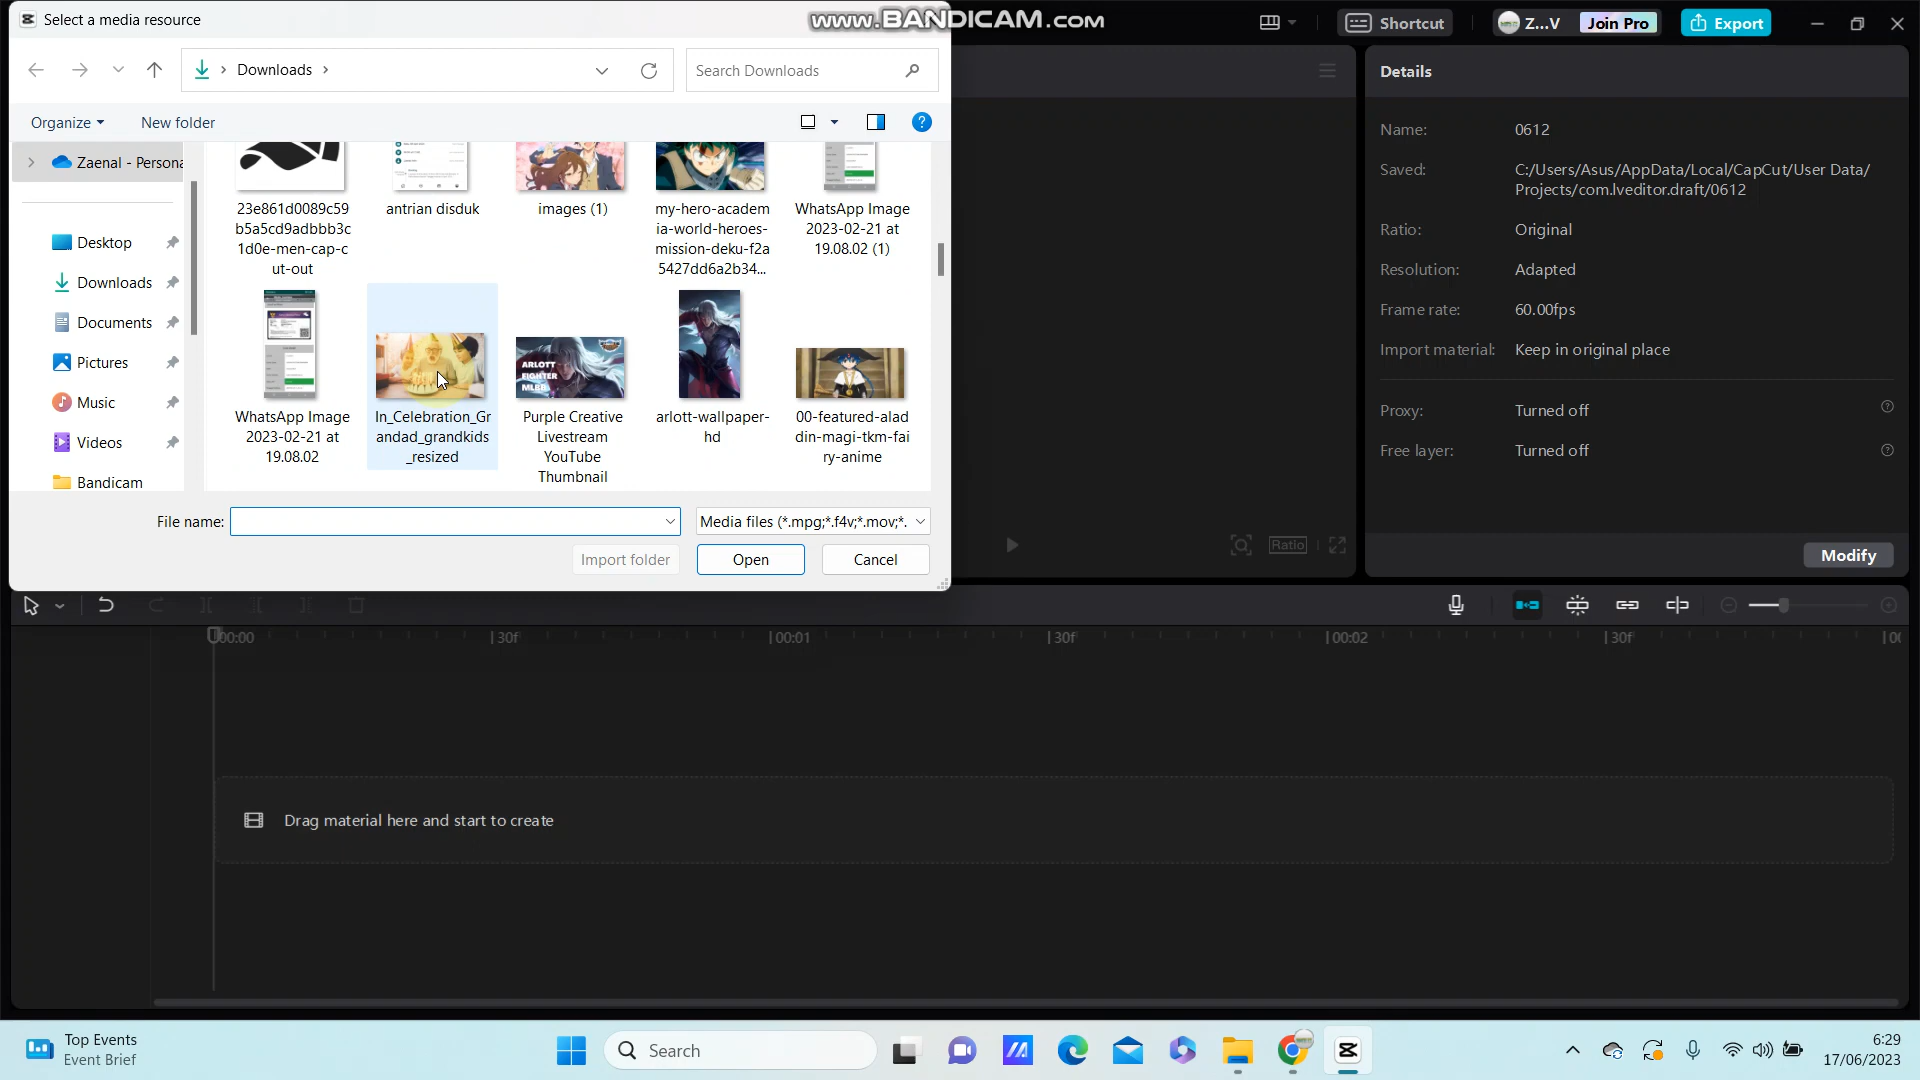 Select a media resource
www.BANDICAM.com
Shortcut
Z...V
Join Pro
Export
Downloads
Search Downloads
Details
Organize
New folder
Zaenal - Persona
Desktop
Downloads
Documents
Pictures
Music
Videos
Bandicam
23e861d0089c59
b5a5cd9adbbb3c
1d0e-men-cap-c
ut-out
antrian disduk
images (1)
my-hero-academ
ia-world-heroes-
mission-deku-f2a
5427dd6a2b34...
WhatsApp Image
2023-02-21 at
19.08.02 (1)
WhatsApp Image
2023-02-21 at
19.08.02
In_Celebration_Gr
andad_grandkids
_resized
ARLOTT
FIGHTER
MLBB
Purple Creative
Livestream
YouTube
Thumbnail
arlott-wallpaper-
hd
00-featured-alad
din-magi-tkm-fai
ry-anime
File name:
Media files (*.mpg;*.f4v;*.mov;*.
Import folder
Open
Cancel
Name:
0612
Saved:
C:/Users/Asus/AppData/Local/CapCut/User Data/
Projects/com.lveditor.draft/0612
Ratio:
Original
Resolution:
Adapted
Frame rate:
60.00fps
Import material:
Keep in original place
Proxy:
Turned off
Free layer:
Turned off
Ratio
Modify
00:00
30f
00:01
30f
00:02
30f
Drag material here and start to create
Top Events
Event Brief
Search
6:29
17/06/2023